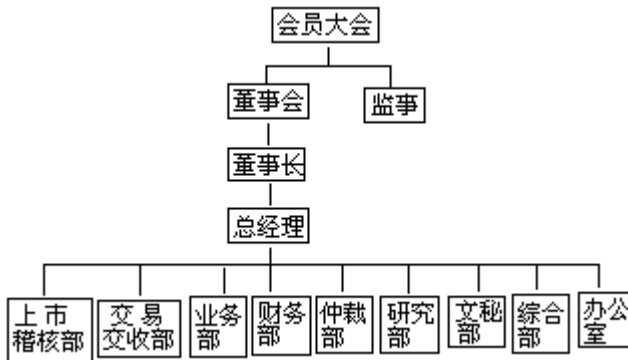 会员大会
董事会
监事
董事长
总经理
上市
稽核部
交易
交收部
业务
部
财务
部
仲裁
部
研究
部
文秘
部
综合
部
办公
室